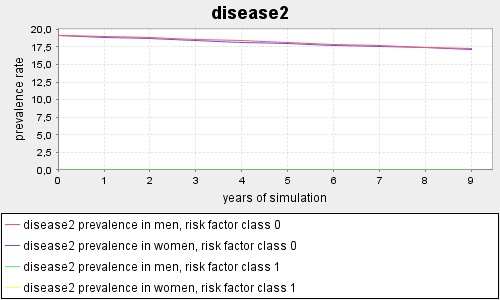 disease2
20,0
17,5
15,0
12,5
10,0
7,5
5,0
2,5
0,0
prevalence rate
0 1 2 3 4 5 6 7 8 9
years of simulation
disease2 prevalence in men, risk factor class 0
disease2 prevalence in women, risk factor class 0
disease2 prevalence in men, risk factor class 1
disease2 prevalence in women, risk factor class 1